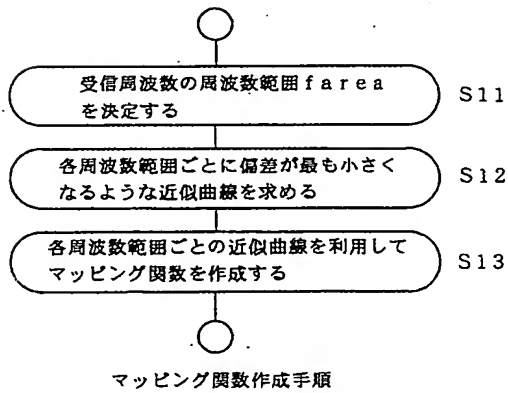 受信周波数の周波数範囲farea
を決定する
S11
各周波数範囲ごとに偏差が最も小さく
なるような近似曲線を求める
S12
各周波数範囲ごとの近似曲線を利用して
マッピング関数を作成する
S13
マッピング関数作成手順